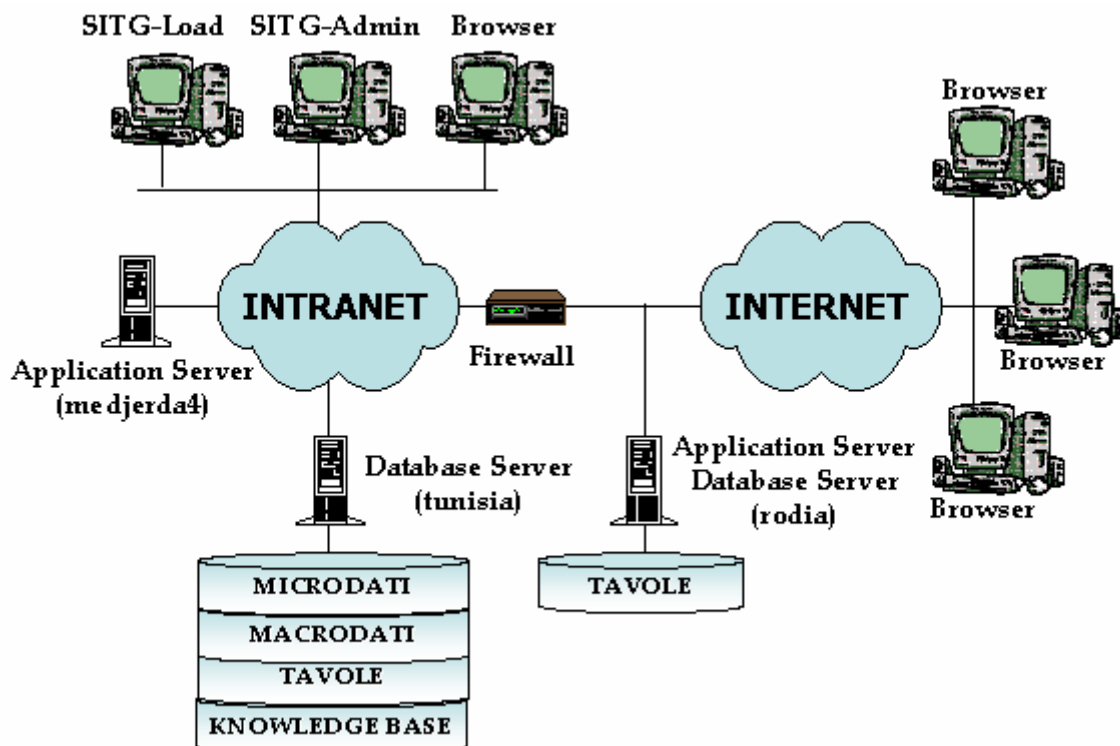 SITG-Load
SITG-Admin
Browser
Browser
INTRANET
INTERNET
Firewall
Application Server
(medjerda4)
Browser
Database Server
(tunisia)
Application Server
Database Server
(rodia)
Browser
MICRODATI
MACRODATI
TAVOLE
KNOWLEDGE BASE
TAVOLE